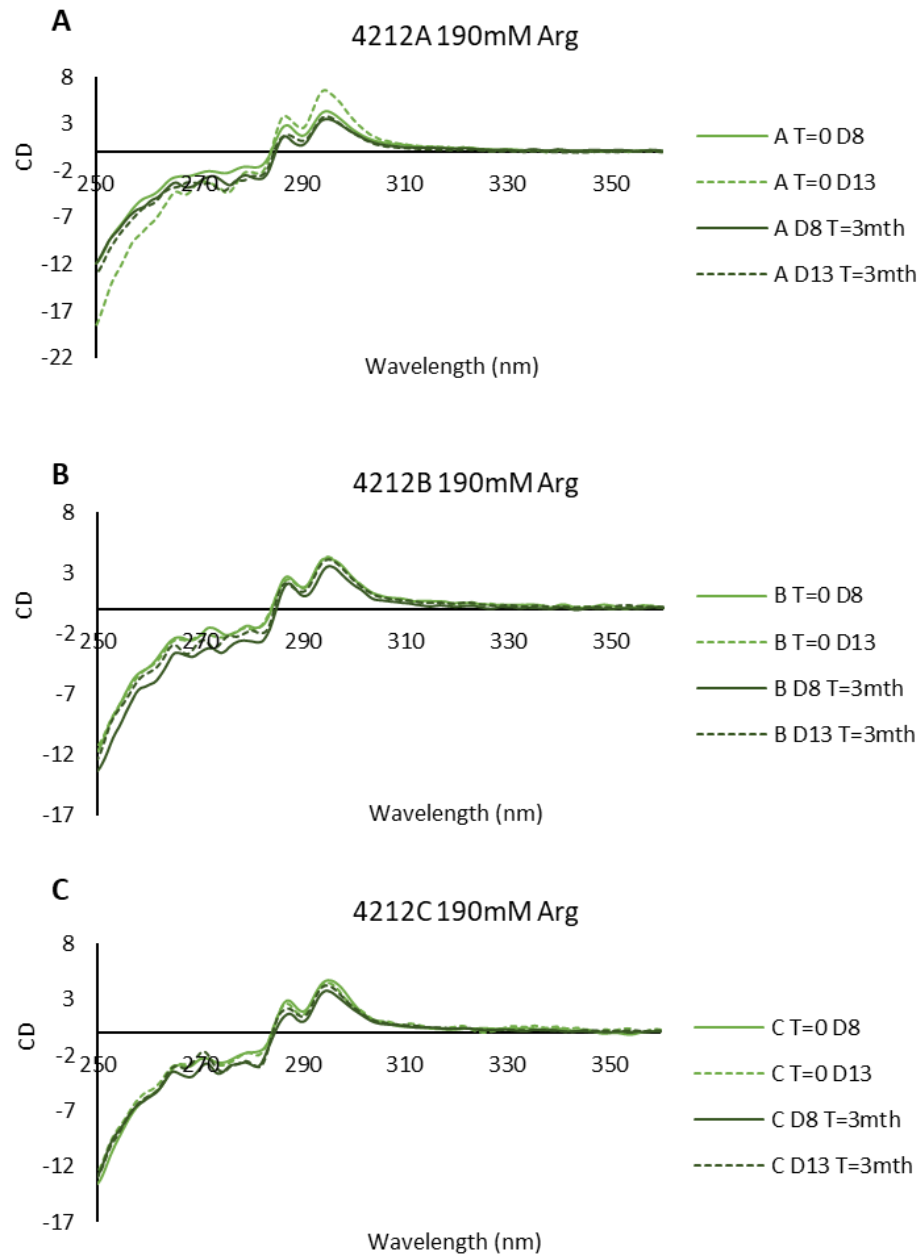 A
4212A 190mM Arg
8
3
-2
-7
-12
-17
-22
CD
250 270 290 310 330 350
Wavelength (nm)
A T=0 D8
A T=0 D13
A D8 T=3mth
A D13 T=3mth
B
4212B 190mM Arg
8
3
-2
-7
-12
-17
CD
250 270 290 310 330 350
Wavelength (nm)
B T=0 D8
B T=0 D13
B D8 T=3mth
B D13 T=3mth
C
4212C 190mM Arg
8
3
-2
-7
-12
-17
CD
250 270 290 310 330 350
Wavelength (nm)
C T=0 D8
C T=0 D13
C D8 T=3mth
C D13 T=3mth